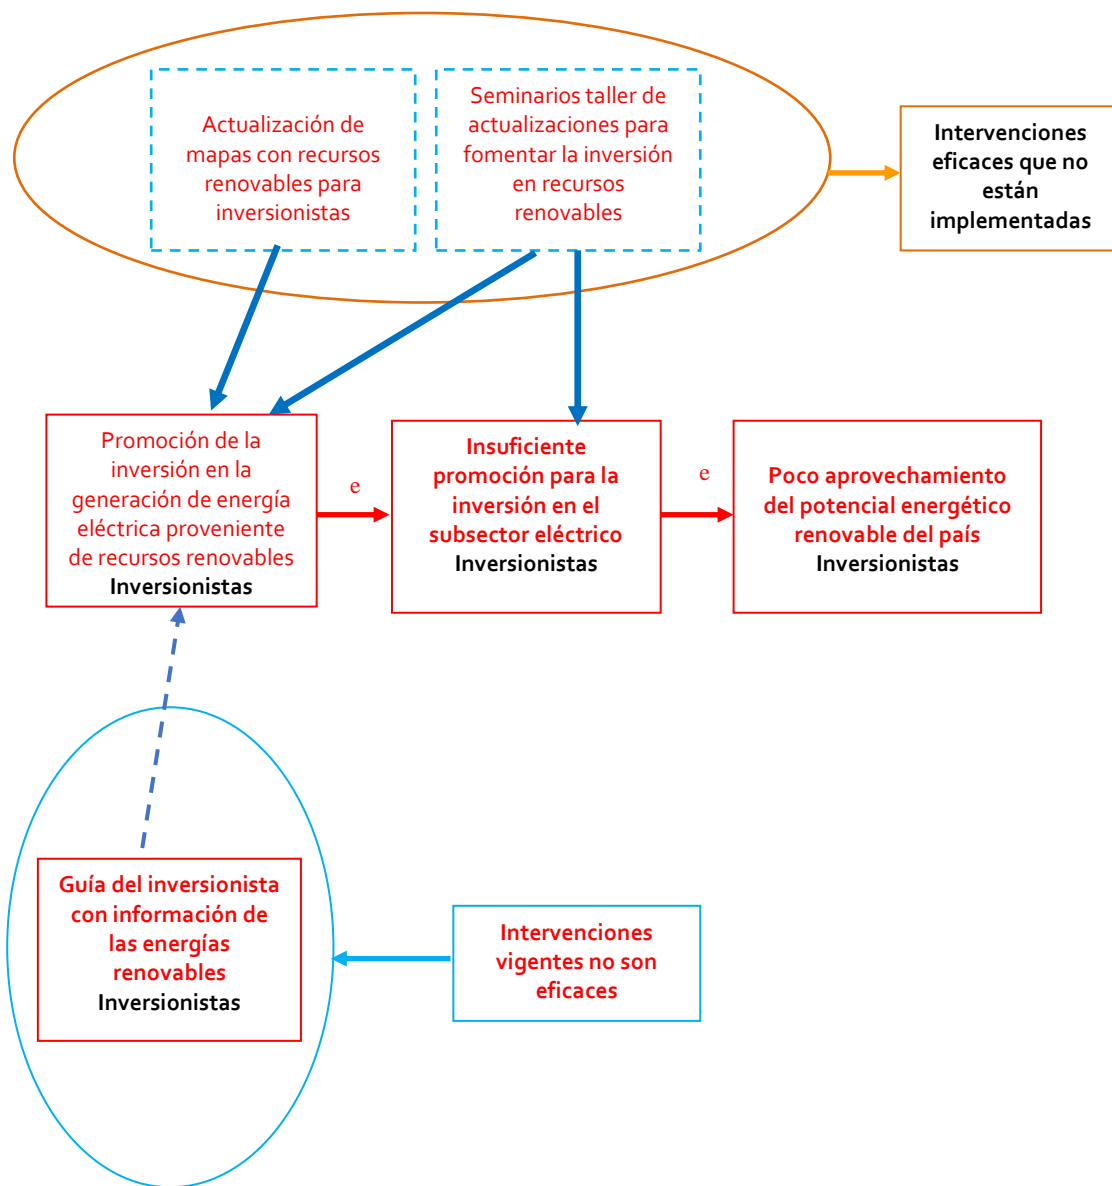 Actualización de
mapas con recursos
renovables para
inversionistas
Seminarios taller de
actualizaciones para
fomentar la inversión
en recursos
renovables
Intervenciones
eficaces que no
están
implementadas
Promoción de la
inversión en la
generación de energía
eléctrica proveniente
de recursos renovables
Inversionistas
e
Insuficiente
promoción para la
inversión en el
subsector eléctrico
Inversionistas
e
Poco aprovechamiento
del potencial energético
renovable del país
Inversionistas
Guía del inversionista
con información de
las energías
renovables
Inversionistas
Intervenciones
vigentes no son
eficaces